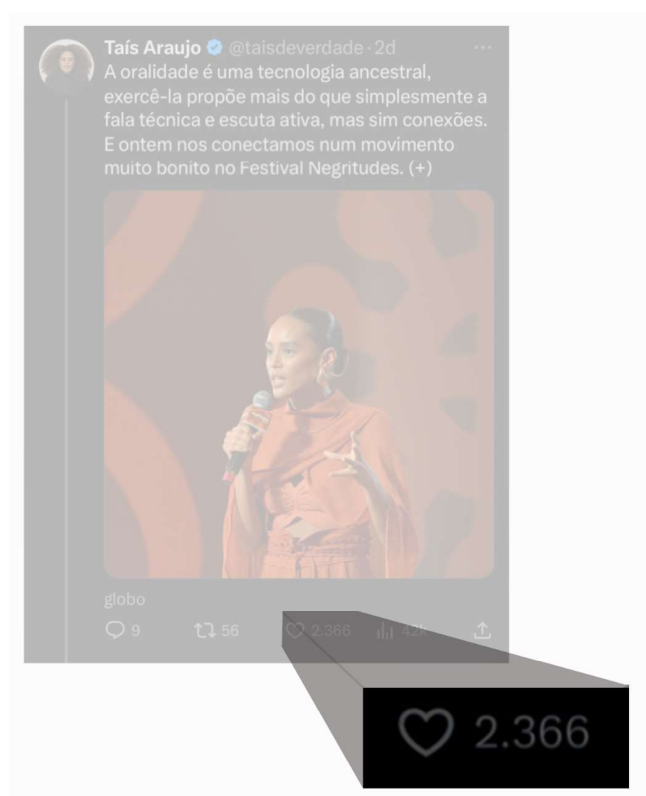 Taís Araujo @taisdeverdade · 2d
A oralidade é uma tecnologia ancestral,
exercê-la propõe mais do que simplesmente a
fala técnica e escuta ativa, mas sim conexões.
E ontem nos conectamos num movimento
muito bonito no Festival Negritudes. (+)
globo
9 56 2.366 42k
2.366